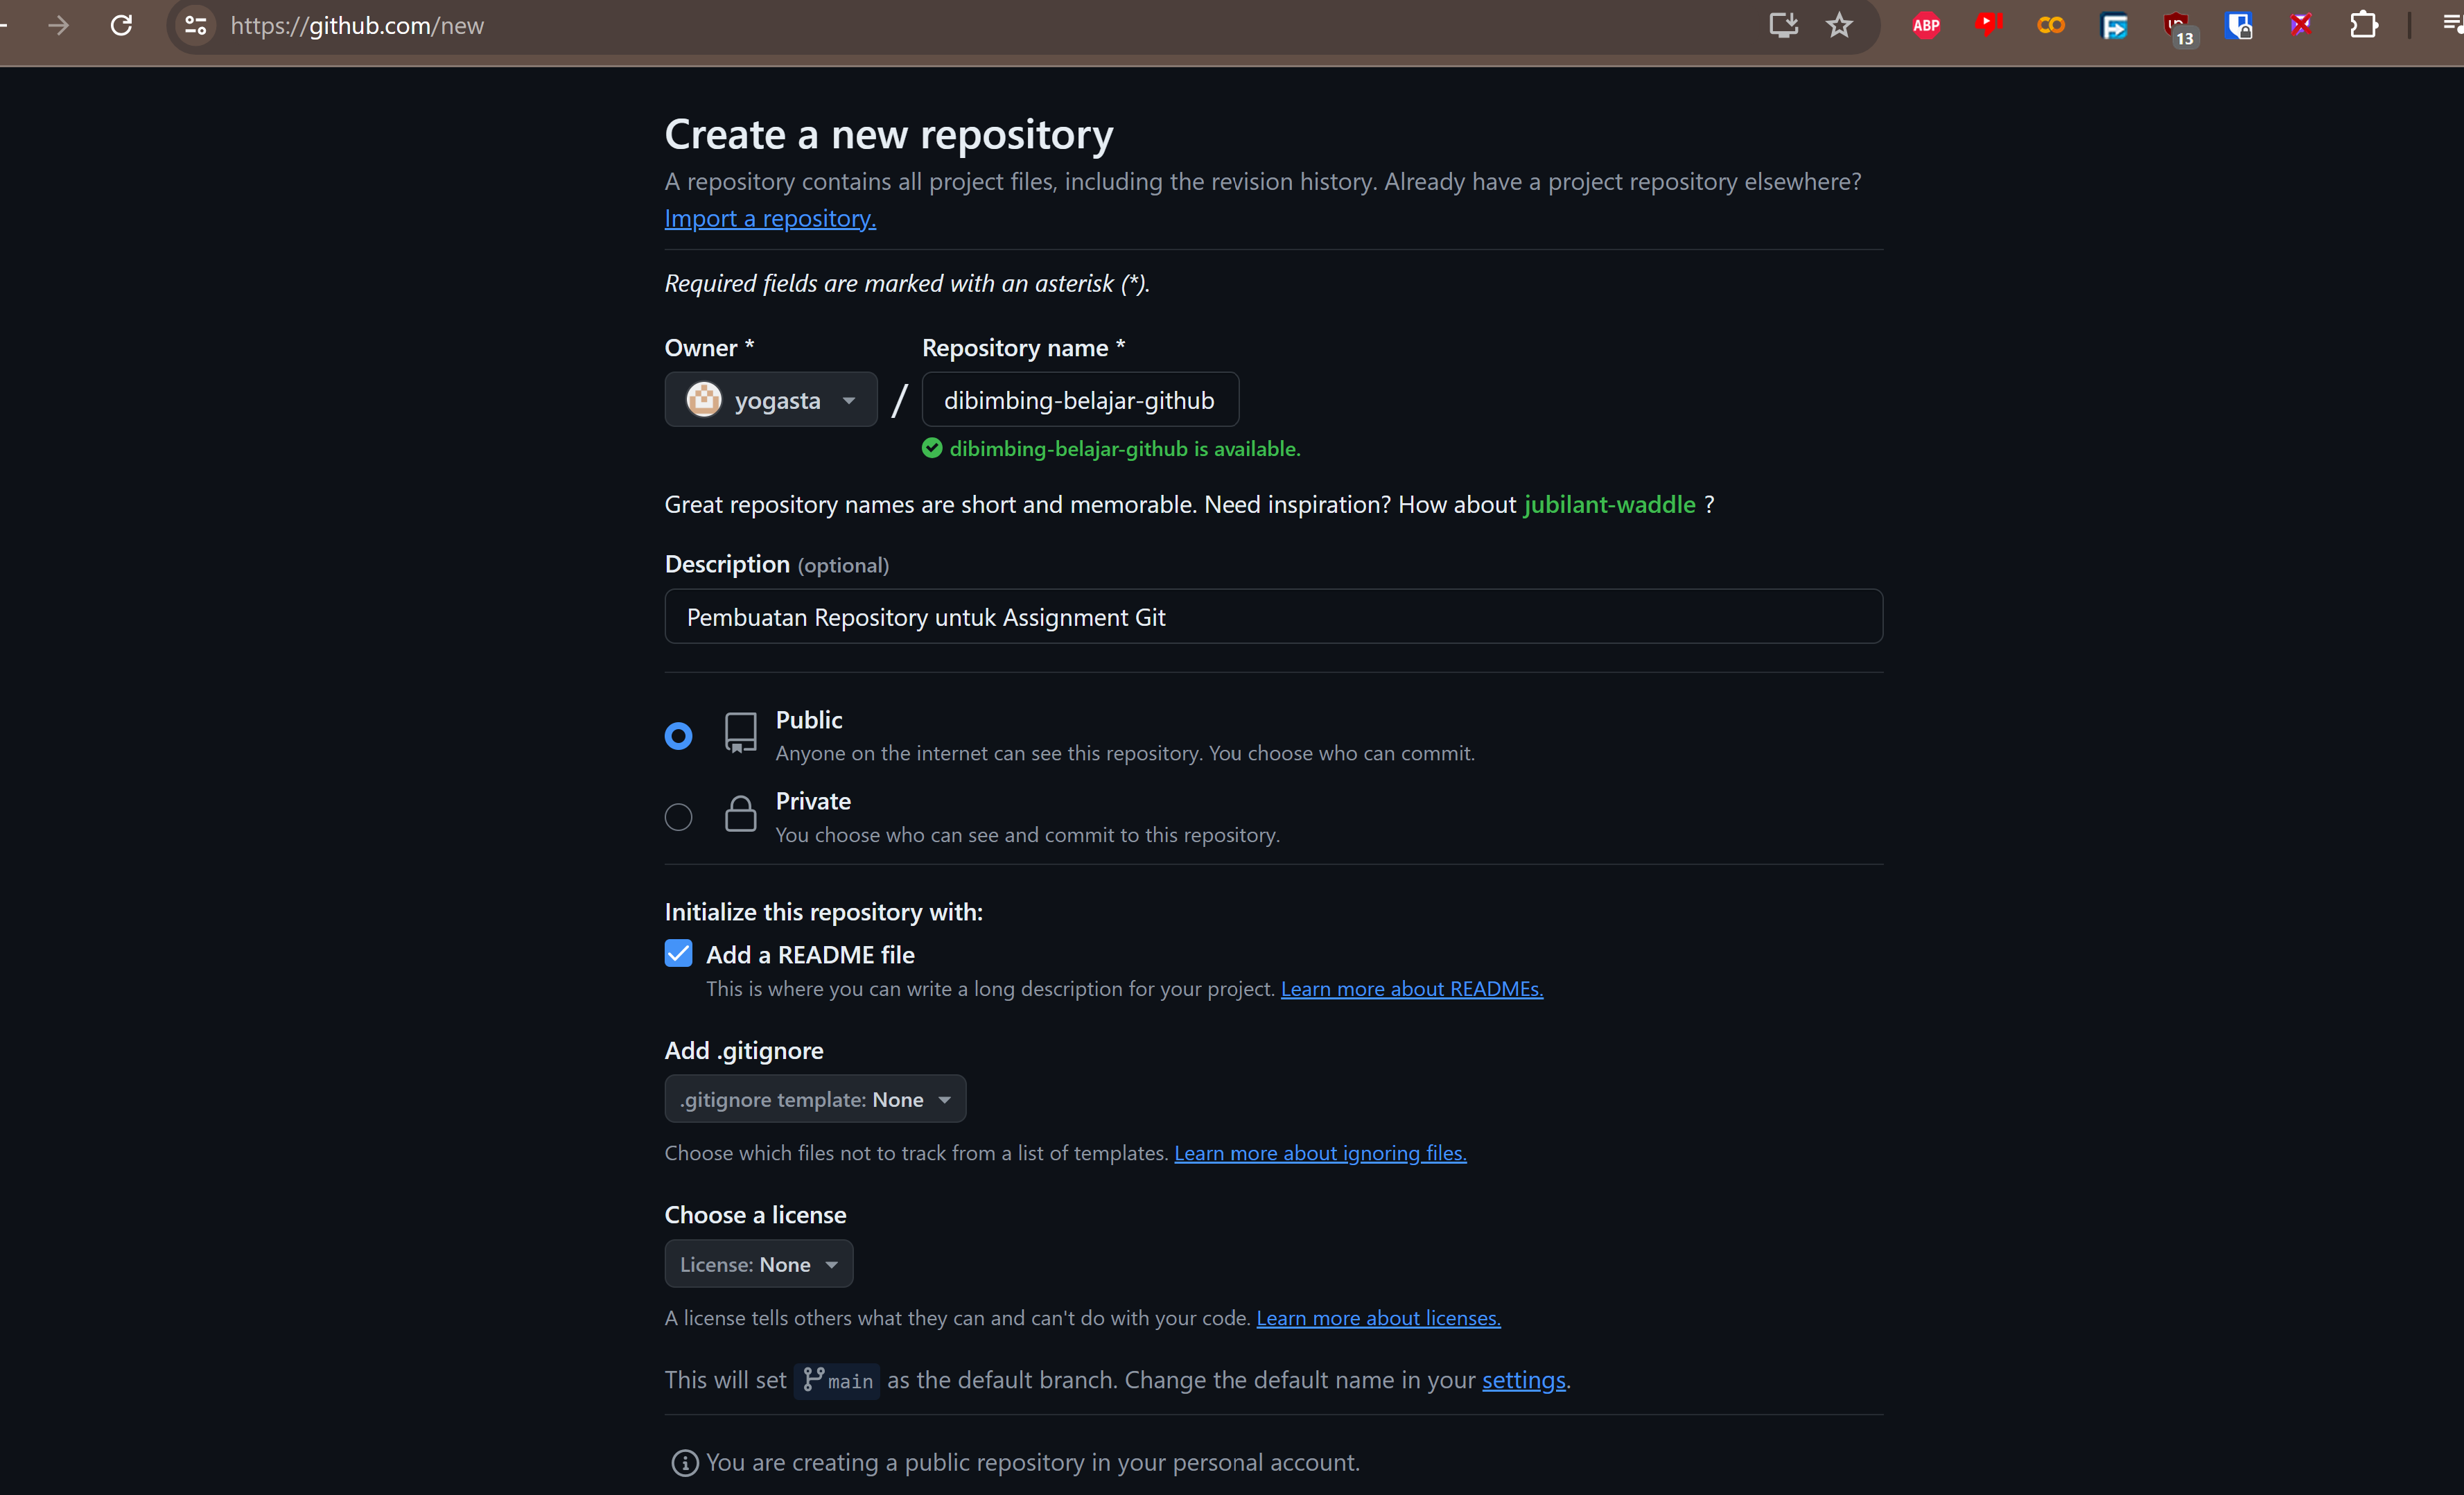 https://github.com/new
ABP
13
Create a new repository
A repository contains all project files, including the revision history. Already have a project repository elsewhere?
Import a repository.
Required fields are marked with an asterisk (*).
Owner * Repository name *
yogasta / dibimbing-belajar-github
dibimbing-belajar-github is available.
Great repository names are short and memorable. Need inspiration? How about jubilant-waddle ?
Description (optional)
Pembuatan Repository untuk Assignment Git
Public
Anyone on the internet can see this repository. You choose who can commit.
Private
You choose who can see and commit to this repository.
Initialize this repository with:
Add a README file
This is where you can write a long description for your project. Learn more about READMEs.
Add .gitignore
.gitignore template: None
Choose which files not to track from a list of templates. Learn more about ignoring files.
Choose a license
License: None
A license tells others what they can and can't do with your code. Learn more about licenses.
This will set main as the default branch. Change the default name in your settings.
You are creating a public repository in your personal account.